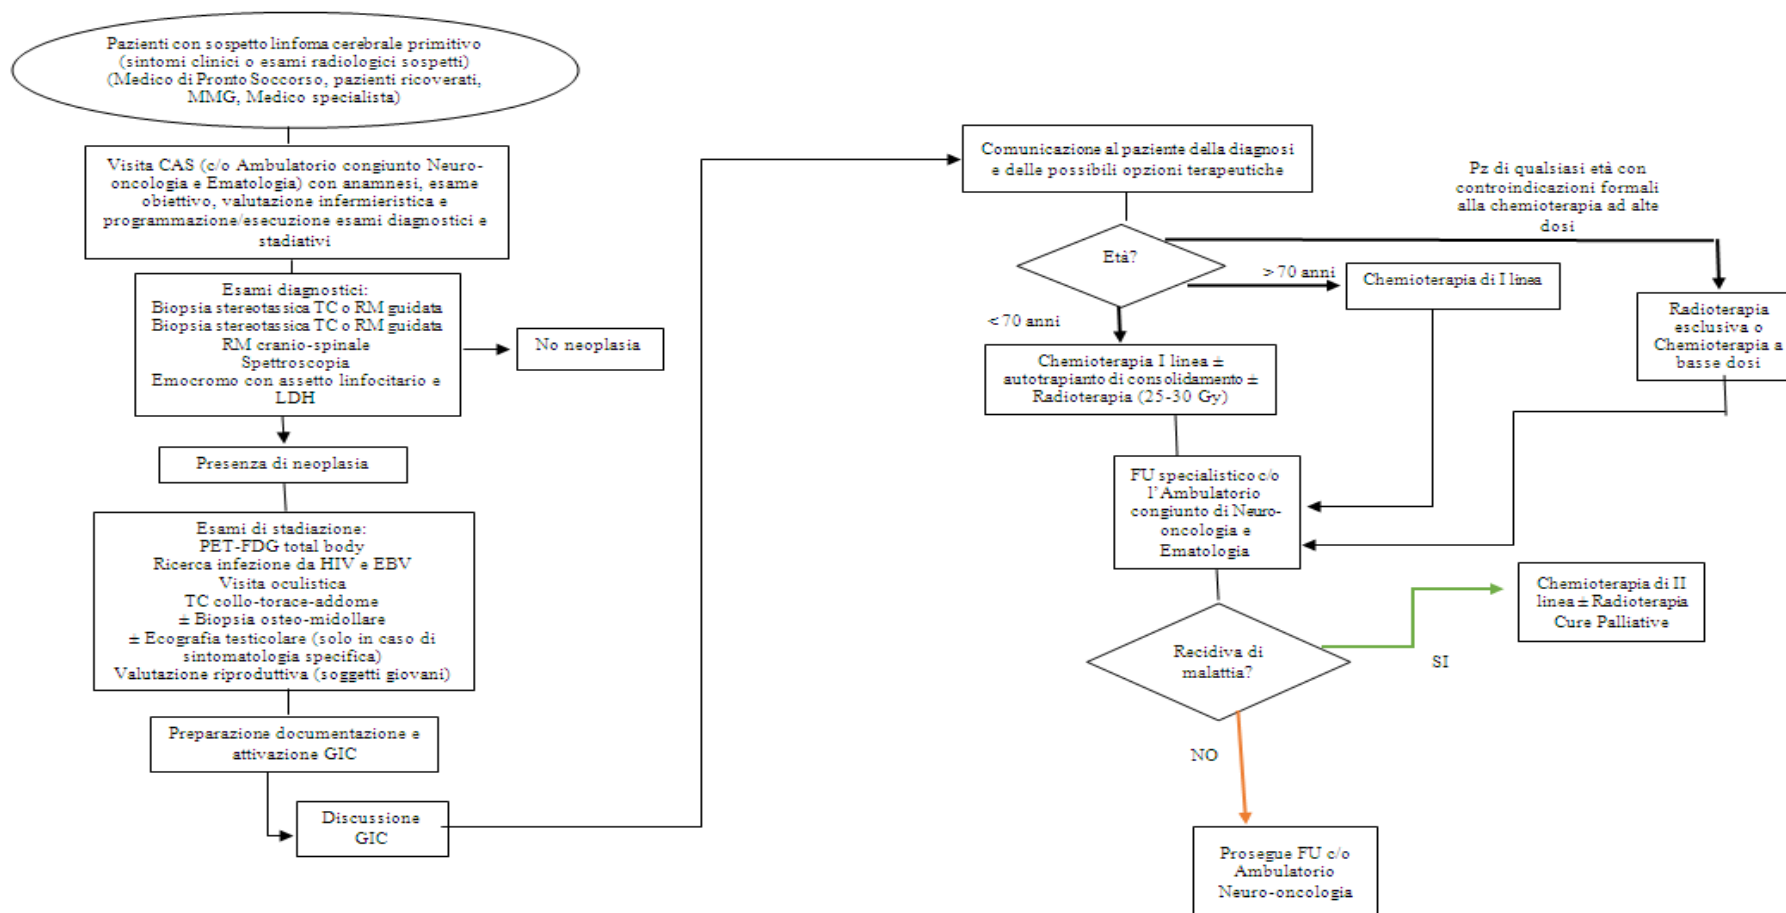 Pazienti con sospetto linfoma cerebrale primitivo
(sintomi clinici o esami radiologici sospetti)
(Medico di Pronto Soccorso, pazienti ricoverati,
MMG, Medico specialista)
Visita CAS (c/o Ambulatorio congiunto Neuro-
oncologia e Ematologia) con anamnesi, esame
obiettivo, valutazione infermieristica e
programmazione/esecuzione esami diagnostici e
stadiativi
Esami diagnostici:
Biopsia stereotassica TC o RM guidata
Biopsia stereotassica TC o RM guidata
RM cranio-spinale
Spettroscopia
Emocromo con assetto linfocitario e
LDH
No neoplasia
Presenza di neoplasia
Esami di stadiazione:
PET-FDG total body
Ricerca infezione da HIV e EBV
Visita oculistica
TC collo-torace-addome
± Biopsia osteo-midollare
± Ecografia testicolare (solo in caso di
sintomatologia specifica)
Valutazione riproduttiva (soggetti giovani)
Preparazione documentazione e
attivazione GIC
Discussione
GIC
Comunicazione al paziente della diagnosi
e delle possibili opzioni terapeutiche
Pz di qualsiasi età con
controindicazioni formali
alla chemioterapia ad alte
dosi
Età?
> 70 anni
Chemioterapia di I linea
< 70 anni
Radioterapia
esclusiva o
Chemioterapia a
basse dosi
Chemioterapia I linea ±
autotrapianto di consolidamento ±
Radioterapia (25-30 Gy)
FU specialistico c/o
l'Ambulatorio
congiunto di Neuro-
oncologia e
Ematologia
Chemioterapia di II
linea ± Radioterapia
Cure Palliative
Recidiva di
malattia?
SI
NO
Prosegue FU c/o
Ambulatorio
Neuro-oncologia